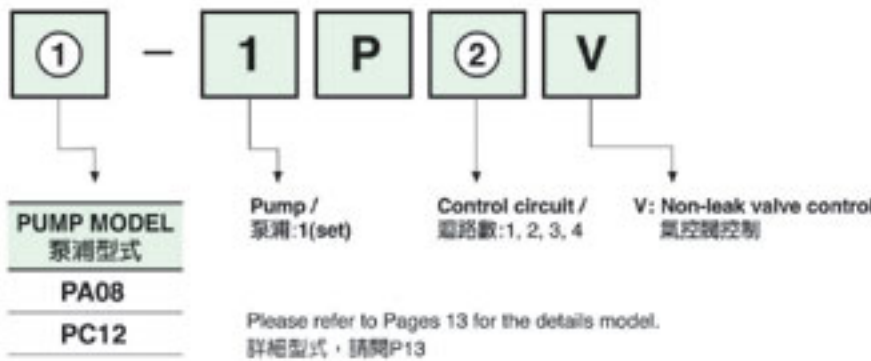 ① - 1 P ② V
PUMP MODEL
泵浦型式
PA08
PC12
Pump /
泵浦:1(set)
Control circuit /
迴路數:1, 2, 3, 4
V: Non-leak valve control
氣控閥控制
Please refer to Pages 13 for the details model.
詳細型式，請閱P13